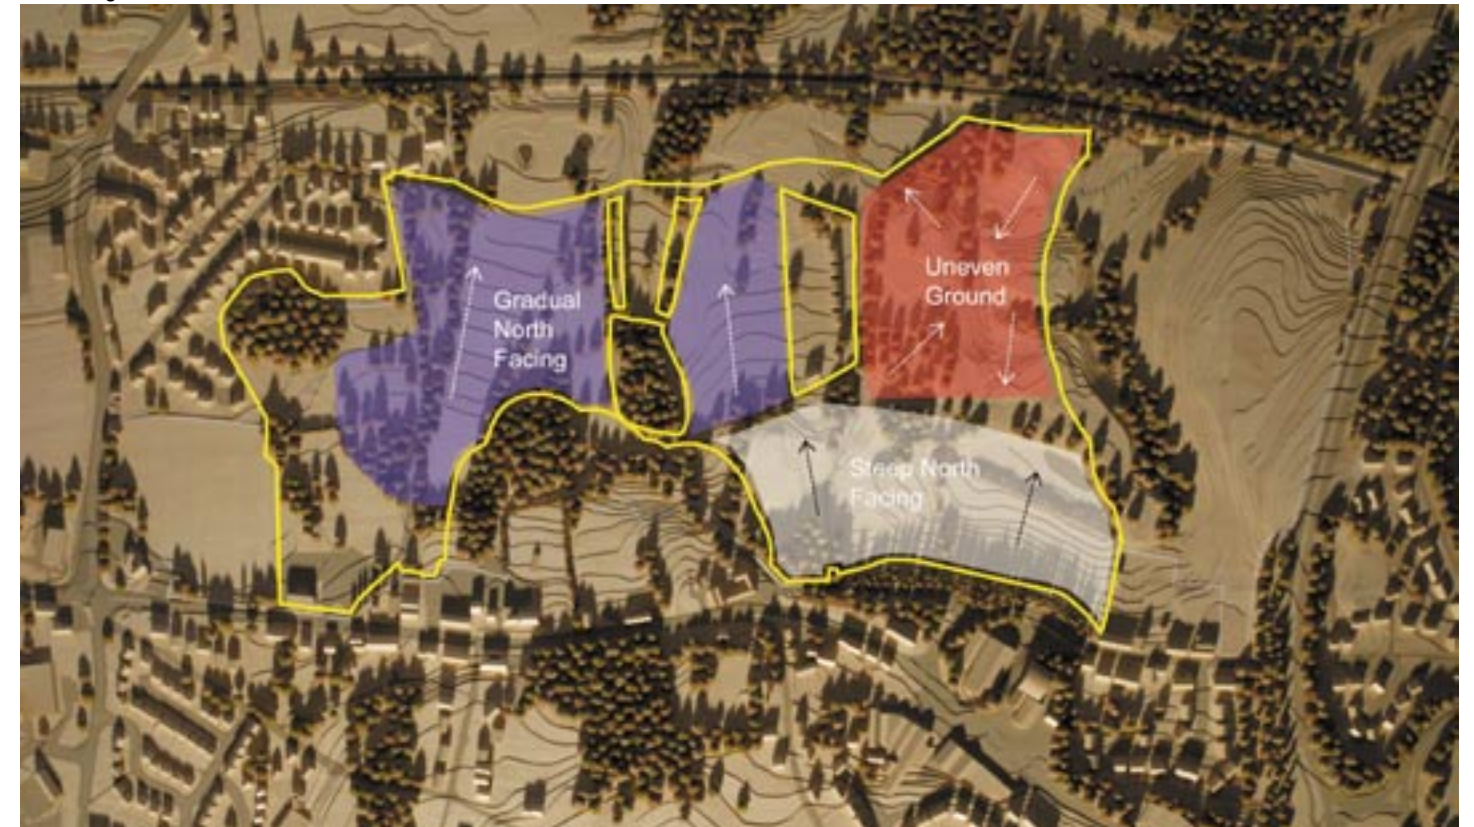 Gradual
North
Facing
Uneven
Ground
Steep North
Facing